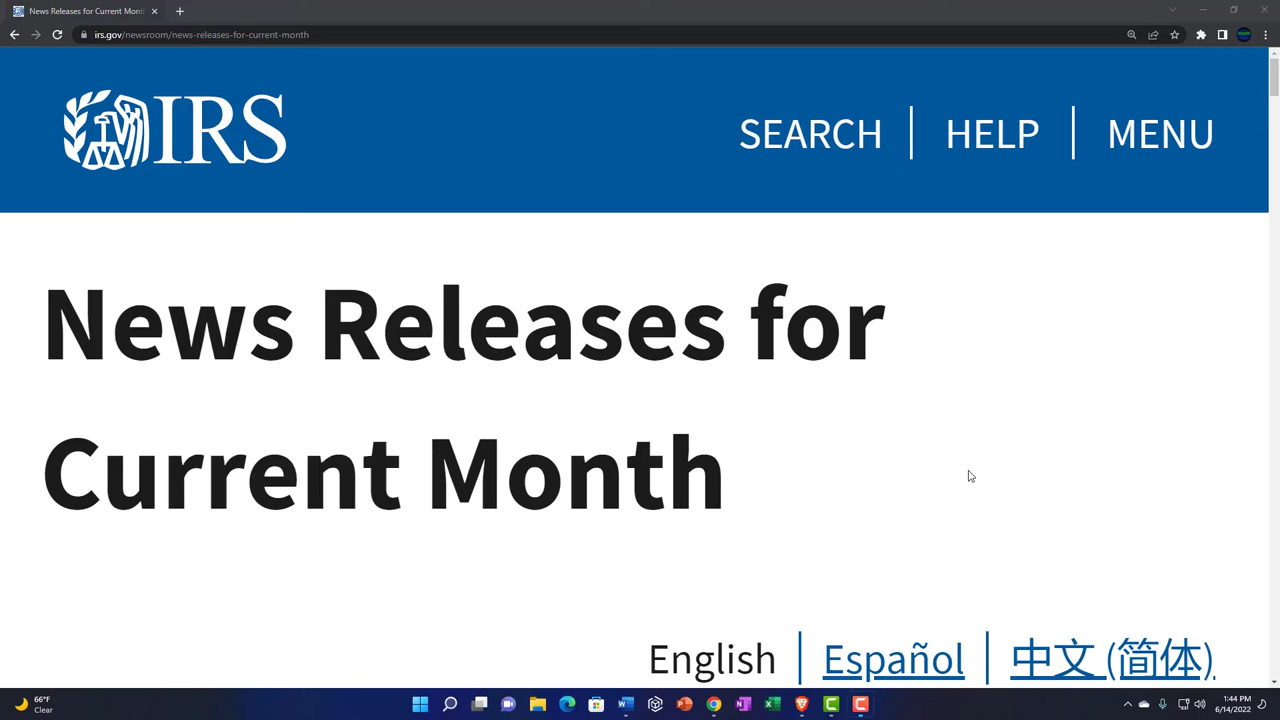 News Releases for Current Month
irs.gov/newsroom/news-releases-for-current-month
IRS
SEARCH
HELP
MENU
News Releases for
Current Month
English
Español
中文 (简体)
66°F
Clear
1:44 PM
6/14/2022